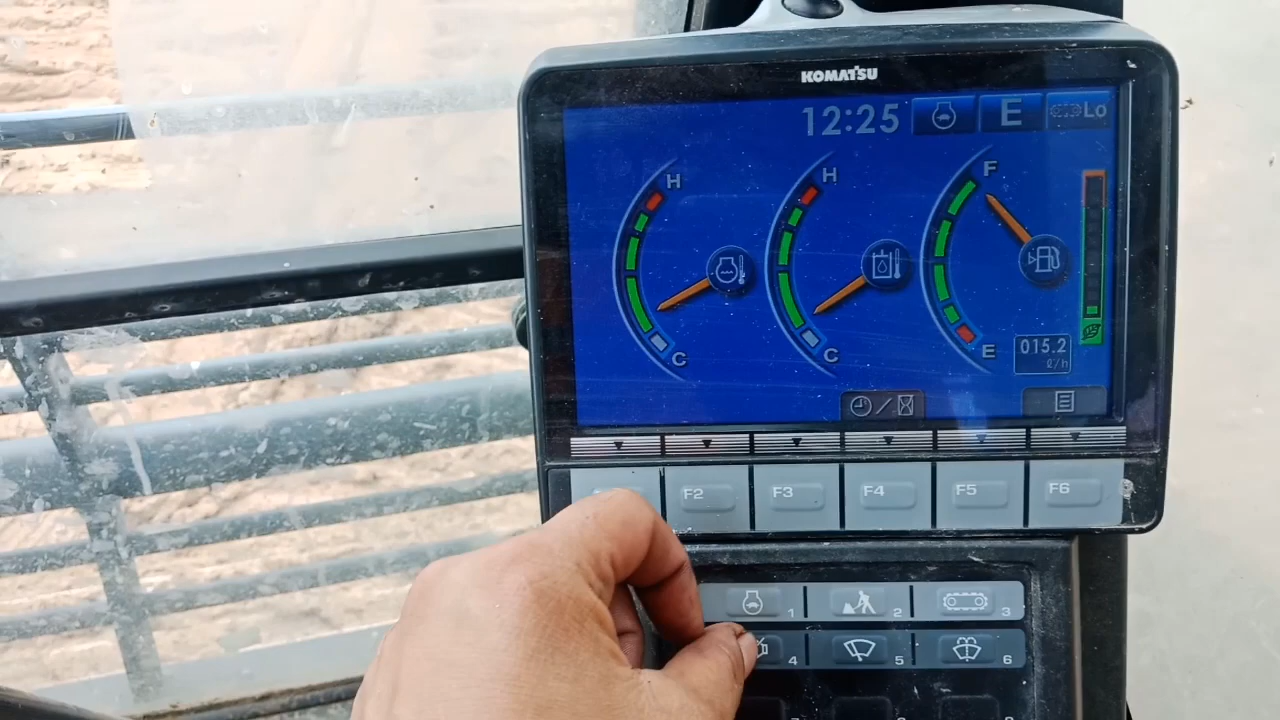 KOMATSU
12:25 E Lo
H H F
C C E
015.2
ℓ/h
F2 F3 F4 F5 F6
1 2 3
4 5 6